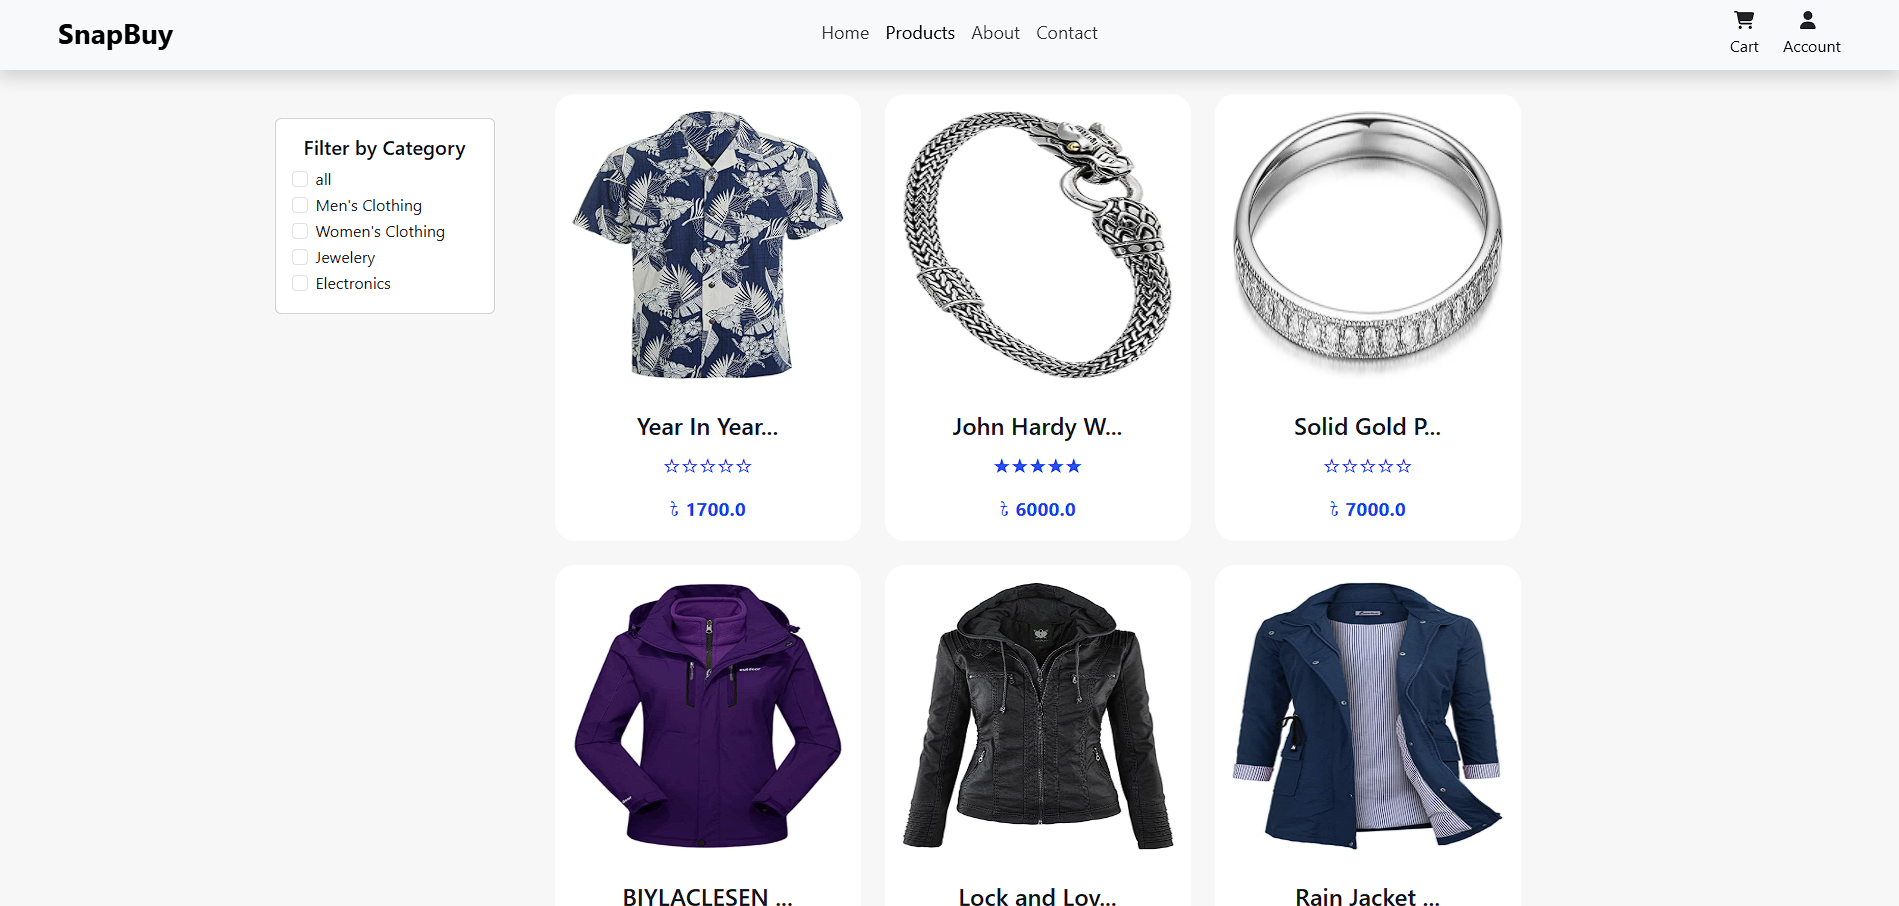 SnapBuy
Home Products About Contact
Cart Account
Filter by Category
all
Men's Clothing
Women's Clothing
Jewelery
Electronics
Year In Year...
☆☆☆☆☆
৳ 1700.0
John Hardy W...
★★★★★
৳ 6000.0
Solid Gold P...
☆☆☆☆☆
৳ 7000.0
outdoor
BIYLACLESEN ...
Lock and Lov...
Rain Jacket ...